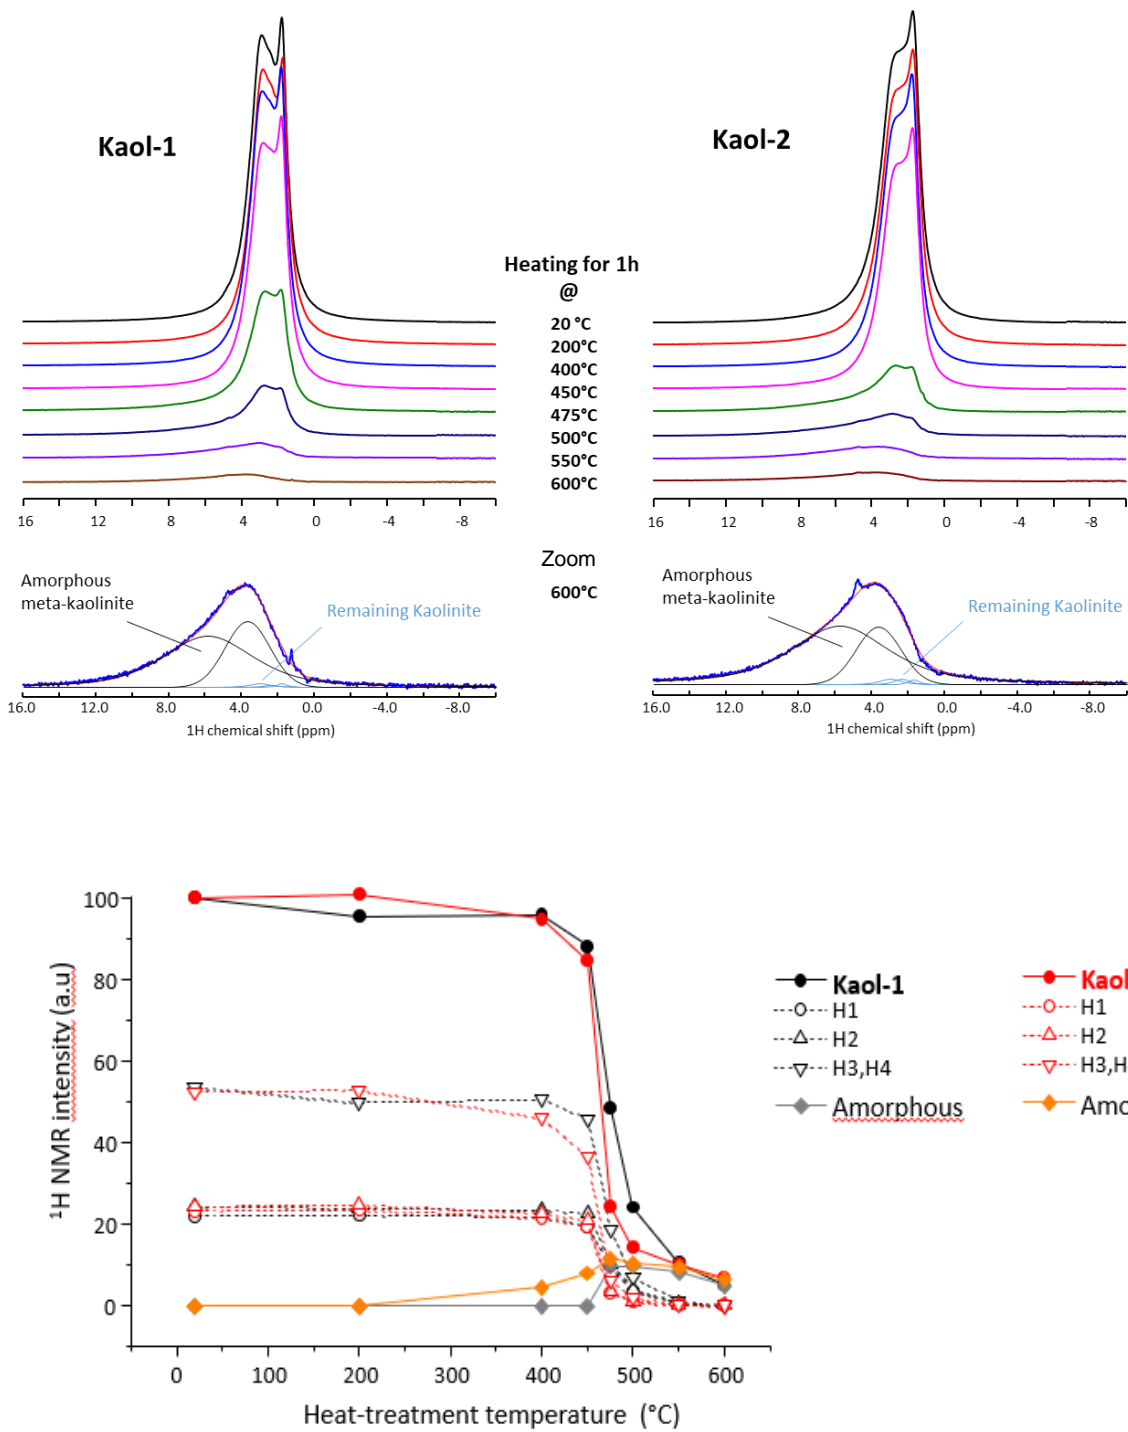 Kaol-1
Kaol-2
Heating for 1h
@
20 °C
200°C
400°C
450°C
475°C
500°C
550°C
600°C
16 12 8 4 0 -4 -8
16 12 8 4 0 -4 -8
Zoom
600°C
Amorphous
meta-kaolinite
Remaining Kaolinite
Amorphous
meta-kaolinite
Remaining Kaolinite
16.0 12.0 8.0 4.0 0.0 -4.0 -8.0
1H chemical shift (ppm)
16.0 12.0 8.0 4.0 0.0 -4.0 -8.0
1H chemical shift (ppm)
¹H NMR intensity (a.u)
100
80
60
40
20
0
0 100 200 300 400 500 600
Heat-treatment temperature (°C)
Kaol-1
H1
H2
H3,H4
Amorphous
Kaol
H1
H2
H3,H
Amo